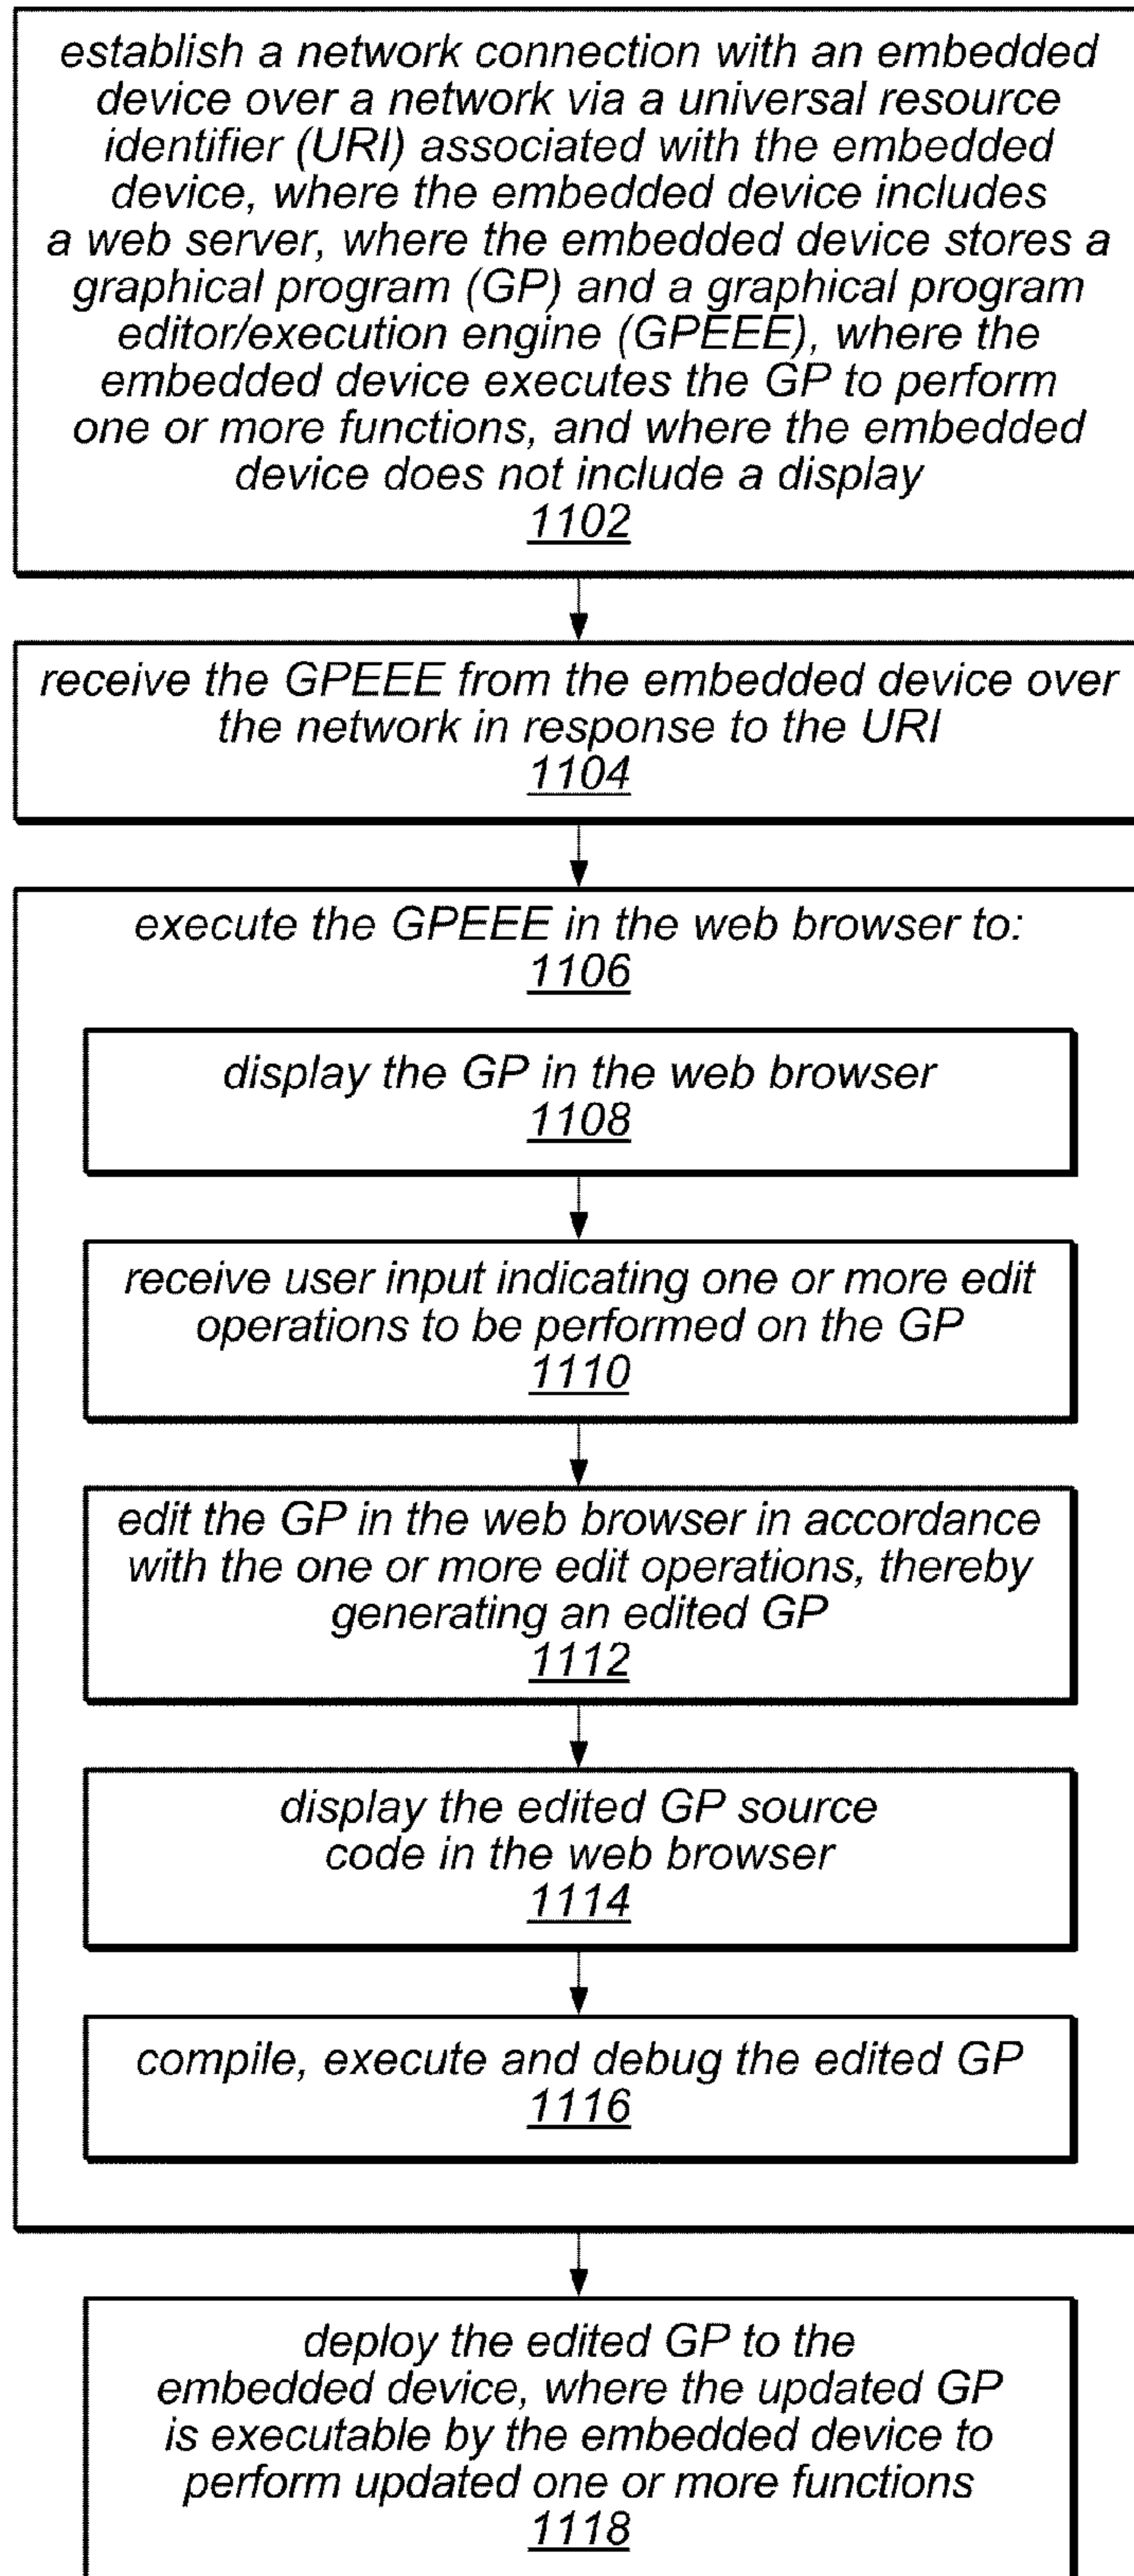 establish a network connection with an embedded
device over a network via a universal resource
identifier (URI) associated with the embedded
device, where the embedded device includes
a web server, where the embedded device stores a
graphical program (GP) and a graphical program
editor/execution engine (GPEEE), where the
embedded device executes the GP to perform
one or more functions, and where the embedded
device does not include a display
1102
receive the GPEEE from the embedded device over
the network in response to the URI
1104
execute the GPEEE in the web browser to:
1106
display the GP in the web browser
1108
receive user input indicating one or more edit
operations to be performed on the GP
1110
edit the GP in the web browser in accordance
with the one or more edit operations, thereby
generating an edited GP
1112
display the edited GP source
code in the web browser
1114
compile, execute and debug the edited GP
1116
deploy the edited GP to the
embedded device, where the updated GP
is executable by the embedded device to
perform updated one or more functions
1118